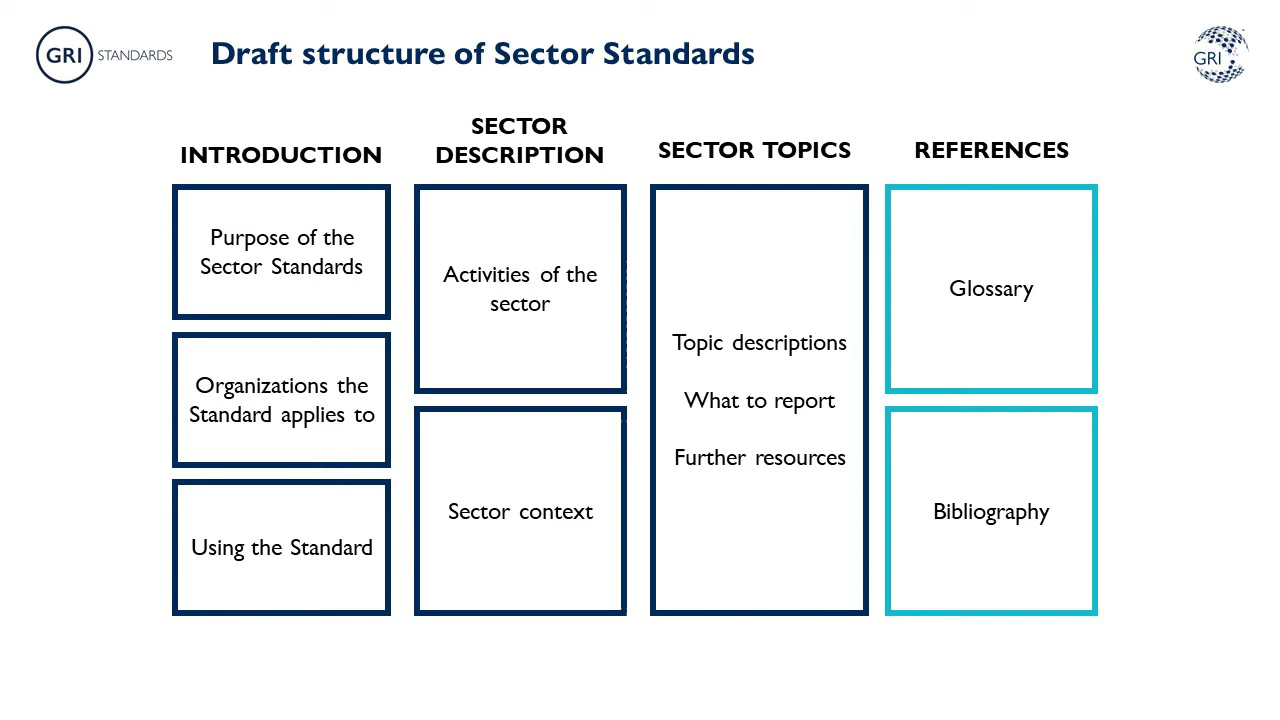 GRI STANDARDS
Draft structure of Sector Standards
GRI
INTRODUCTION
Purpose of the
Sector Standards
Organizations the
Standard applies to
Using the Standard
SECTOR
DESCRIPTION
Activities of the
sector
Sector context
SECTOR TOPICS
Topic descriptions
What to report
Further resources
REFERENCES
Glossary
Bibliography